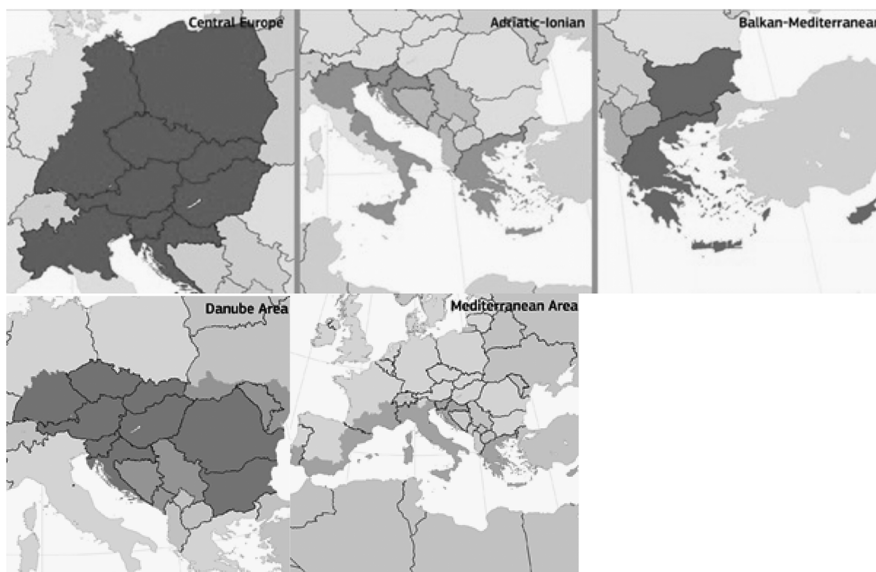 Central Europe
Adriatic-Ionian
Balkan-Mediterranean
Danube Area
Mediterranean Area